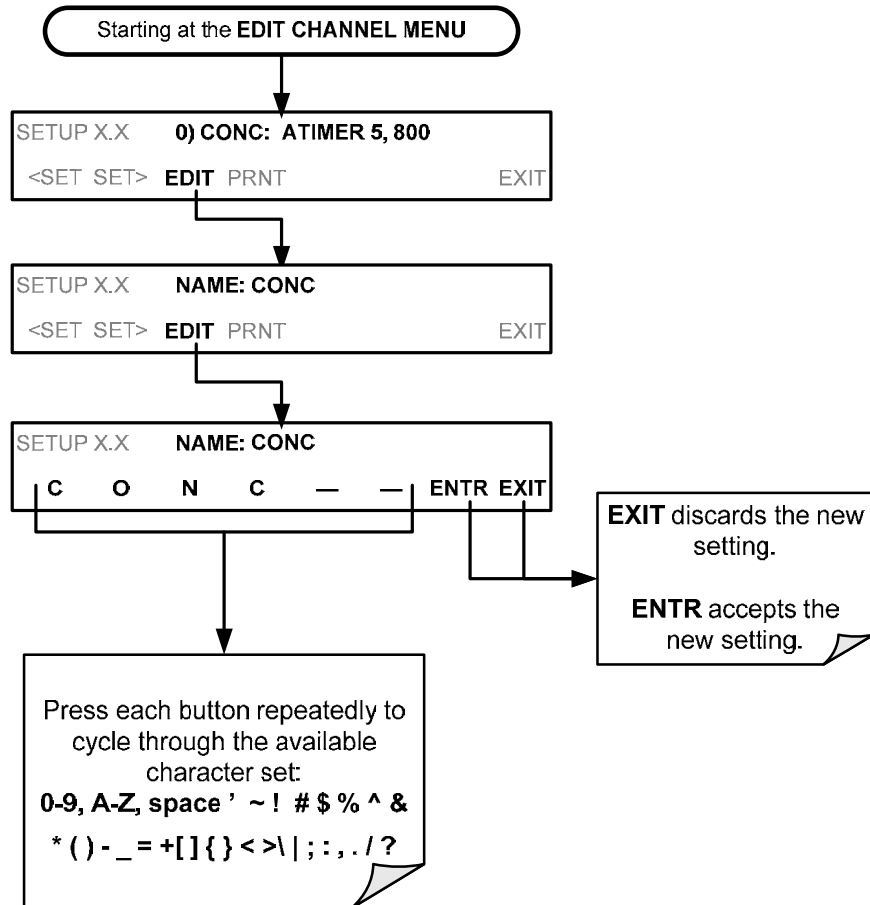 Starting at the EDIT CHANNEL MENU
SETUP X.X 0) CONC: ATIMER 5, 800
<SET SET> EDIT PRNT EXIT
SETUP X.X NAME: CONC
<SET SET> EDIT PRNT EXIT
SETUP X.X NAME: CONC
C O N C — — ENTR EXIT
EXIT discards the new
setting.
ENTR accepts the
new setting.
Press each button repeatedly to
cycle through the available
character set:
0-9, A-Z, space ’ ~ ! # $ % ^ &
* ( ) - _ = +[ ] { } < >\ | ; : , . / ?